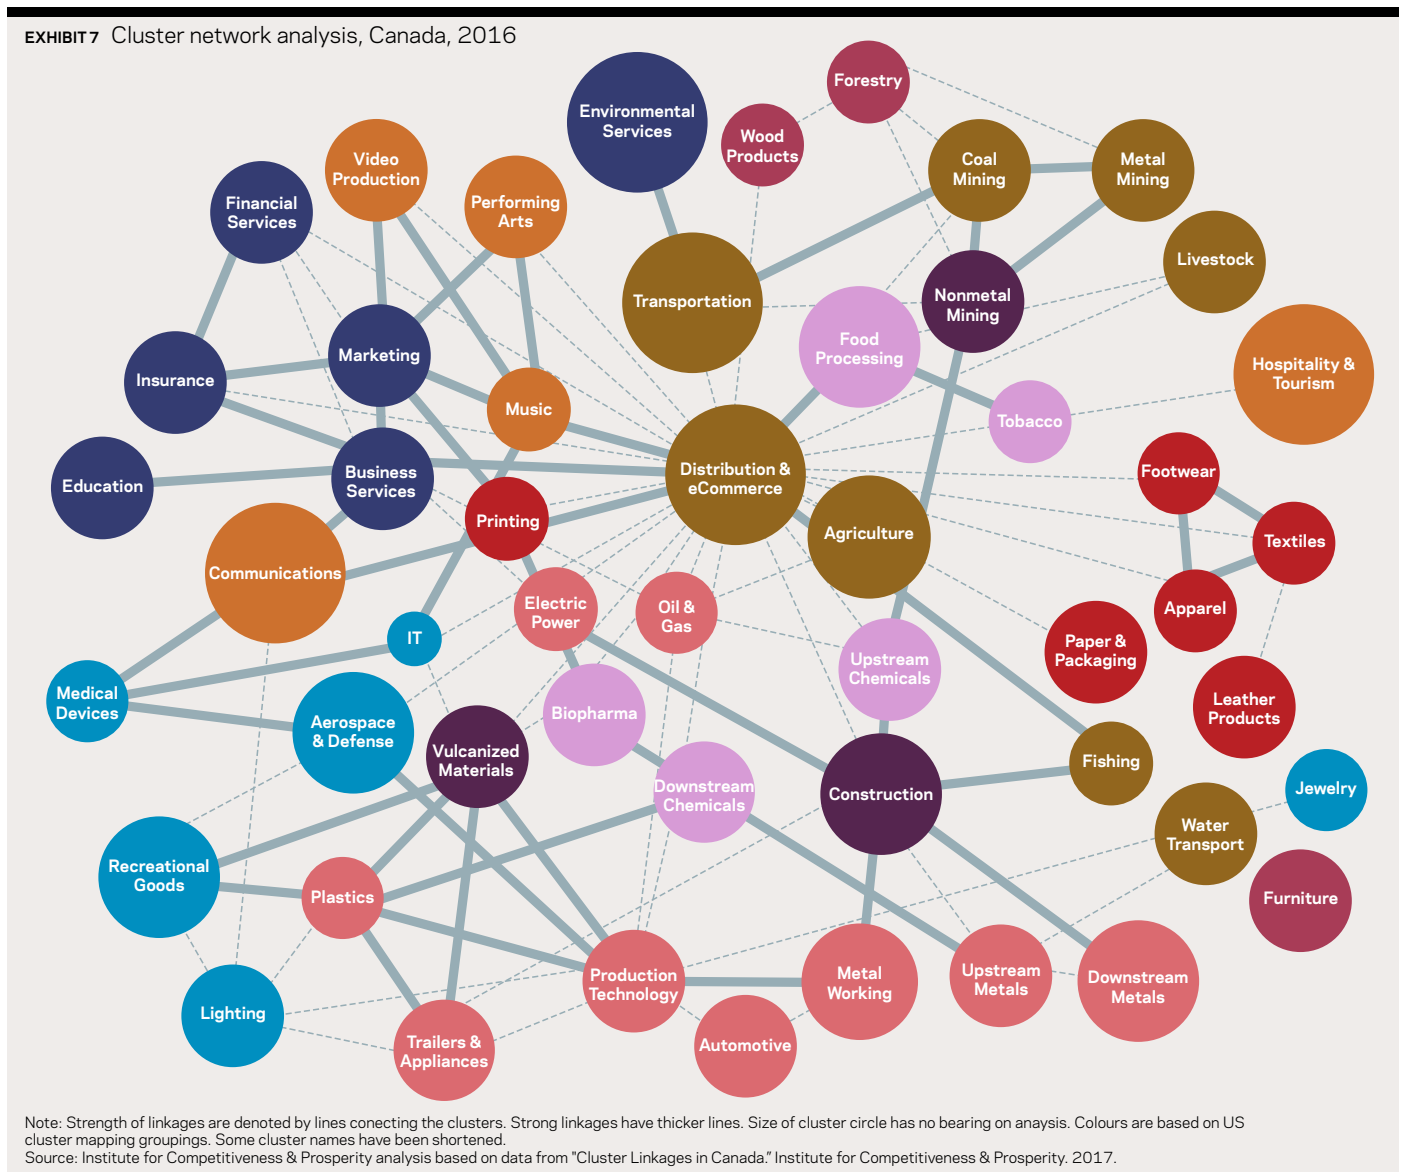 EXHIBIT 7 Cluster network analysis, Canada, 2016
Environmental
Services
Forestry
Wood
Products
Video
Production
Coal
Mining
Metal
Mining
Financial
Services
Performing
Arts
Livestock
Transportation
Nonmetal
Mining
Food
Processing
Marketing
Hospitality &
Tourism
Insurance
Music
Tobacco
Education
Business
Services
Distribution &
eCommerce
Footwear
Printing
Agriculture
Textiles
Communications
Electric
Power
Oil &
Gas
Apparel
IT
Paper &
Packaging
Upstream
Chemicals
Medical
Devices
Aerospace
& Defense
Biopharma
Leather
Products
Vulcanized
Materials
Fishing
Downstream
Chemicals
Construction
Jewelry
Water
Transport
Recreational
Goods
Plastics
Furniture
Production
Technology
Metal
Working
Upstream
Metals
Downstream
Metals
Lighting
Trailers &
Appliances
Automotive
Note: Strength of linkages are denoted by lines conecting the clusters. Strong linkages have thicker lines. Size of cluster circle has no bearing on anaysis. Colours are based on US
cluster mapping groupings. Some cluster names have been shortened.
Source: Institute for Competitiveness & Prosperity analysis based on data from "Cluster Linkages in Canada." Institute for Competitiveness & Prosperity. 2017.